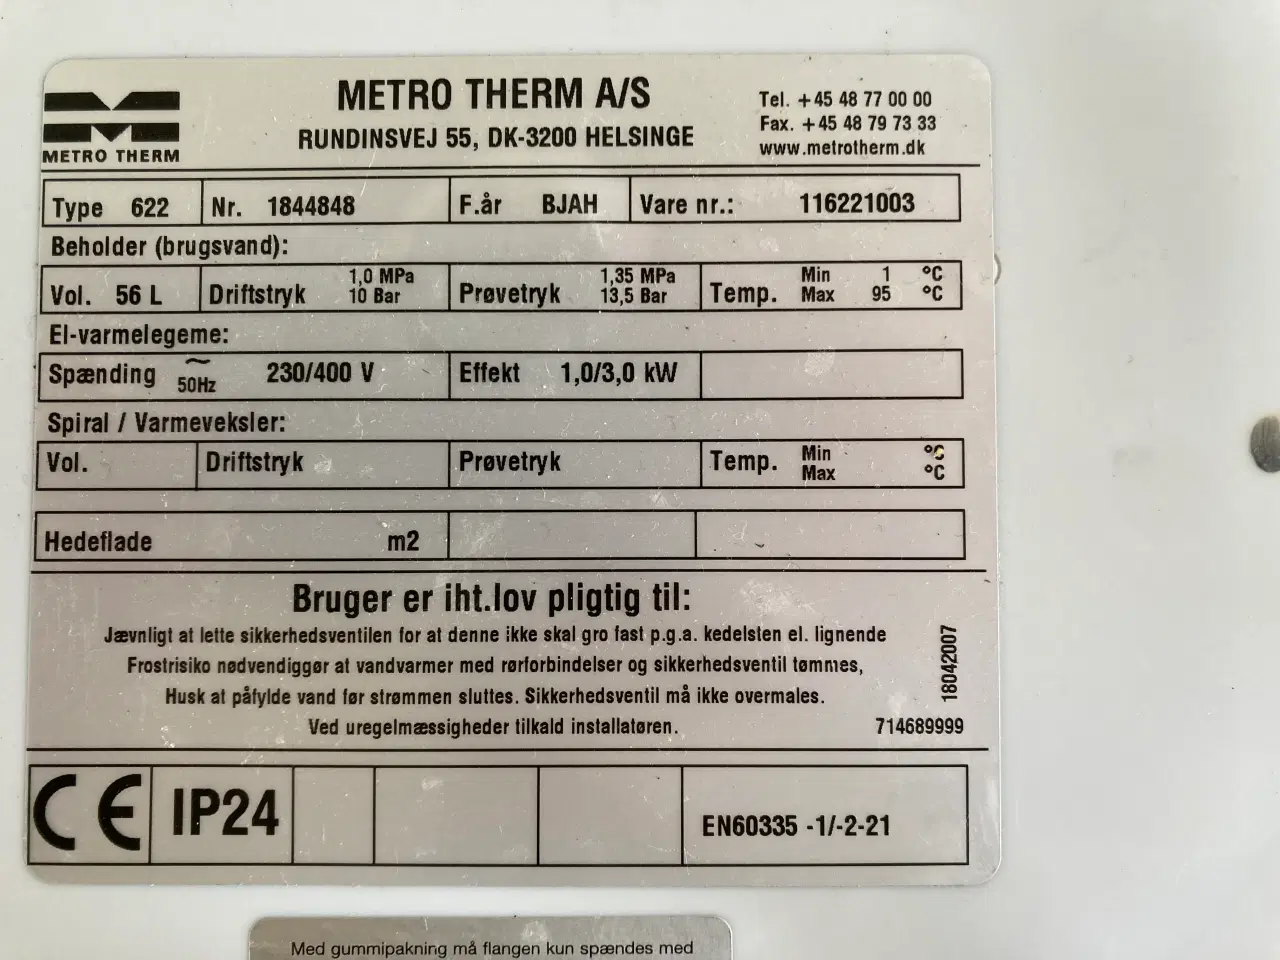 METRO THERM
METRO THERM A/S
RUNDINSVEJ 55, DK-3200 HELSINGE
Tel. +45 48 77 00 00
Fax. +45 48 79 73 33
www.metrotherm.dk
Type 622 Nr. 1844848 F.år BJAH Vare nr.: 116221003
Beholder (brugsvand):
Vol. 56 L Driftstryk 1,0 MPa 10 Bar Prøvetryk 1,35 MPa 13,5 Bar Temp. Min 1 °C Max 95 °C
El-varmelegeme:
Spænding ~ 50Hz 230/400 V Effekt 1,0/3,0 kW
Spiral / Varmeveksler:
Vol. Driftstryk Prøvetryk Temp. Min °C Max °C
Hedeflade m2
Bruger er iht.lov pligtig til:
Jævnligt at lette sikkerhedsventilen for at denne ikke skal gro fast p.g.a. kedelsten el. lignende
Frostrisiko nødvendiggør at vandvarmer med rørforbindelser og sikkerhedsventil tømmes,
Husk at påfylde vand før strømmen sluttes. Sikkerhedsventil må ikke overmales.
Ved uregelmæssigheder tilkald installatøren.
714689999
18042007
CE IP24 EN60335 -1/-2-21
Med gummipakning må flangen kun spændes med